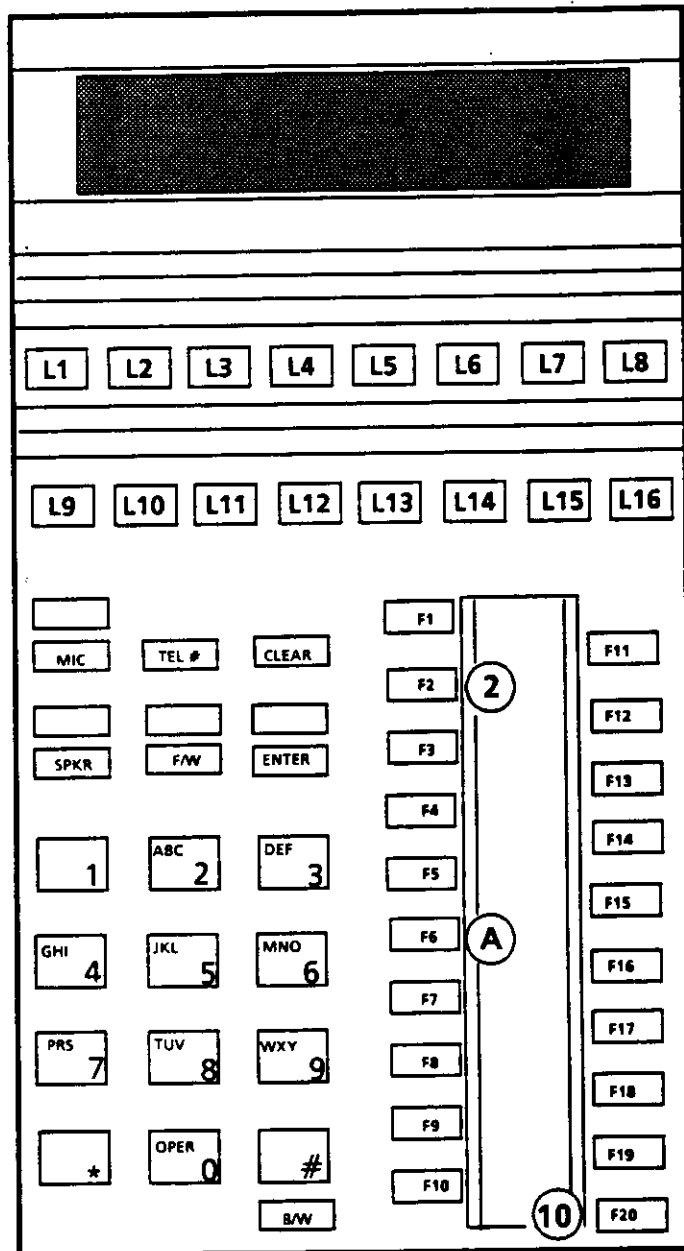 L1 L2 L3 L4 L5 L6 L7 L8
L9 L10 L11 L12 L13 L14 L15 L16
F1
MIC TEL # CLEAR F11
F2 2
F12
F3
SPKR F/W ENTER F13
F4
F14
1 ABC 2 DEF 3 F5
F15
GHI 4 JKL 5 MNO 6 F6 A
F16
F7
F17
PRS 7 TUV 8 WXY 9 F8
F18
F9
* OPER 0 # F19
F10
B/W 10 F20